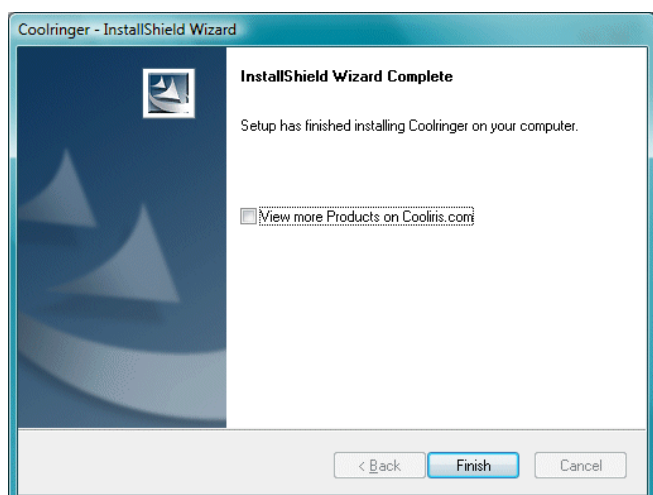 Coolringer - InstallShield Wizard
InstallShield Wizard Complete
Setup has finished installing Coolringer on your computer.
View more Products on Cooliris.com
< Back
Finish
Cancel